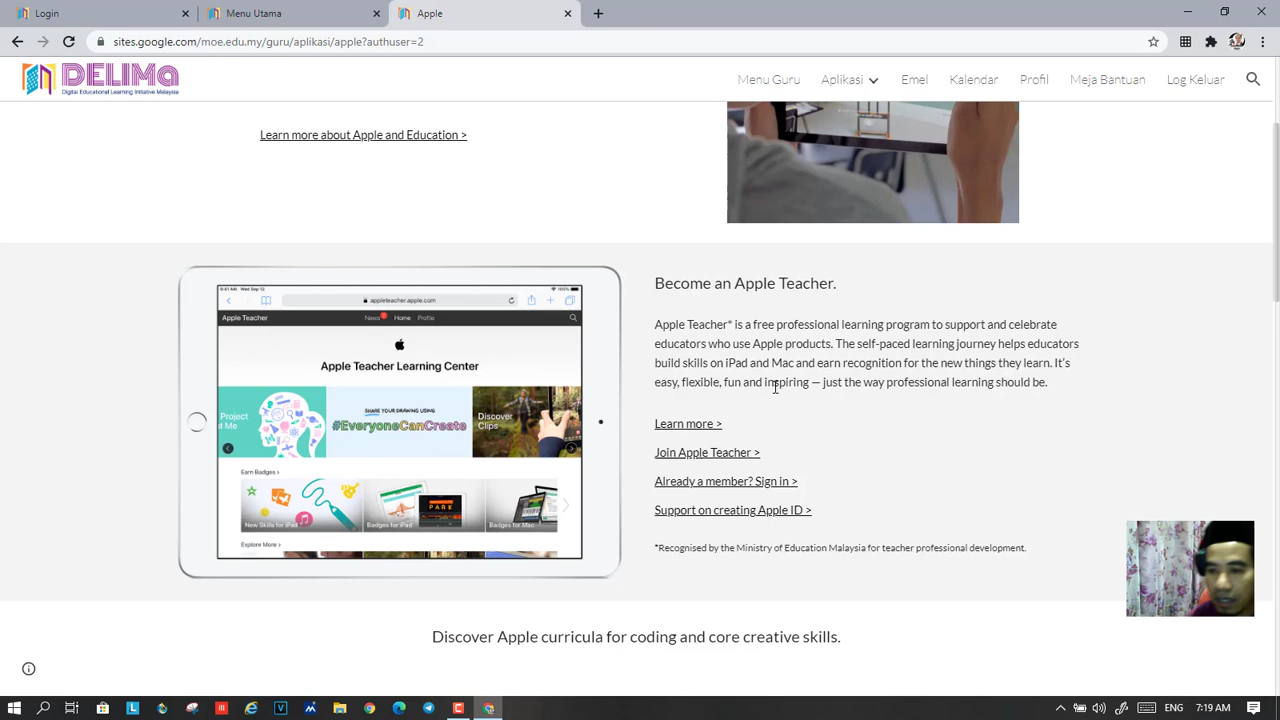 Login
Apple
sites.google.com/moe.edu.my/guru/aplikasi/apple?authuser=2
DELIMa
Digital Educational Learning Initiative Malaysia
Menu Guru
Aplikasi
Emel
Kalendar
Profil
Meja Bantuan
Log Keluar
Learn more about Apple and Education >
9:41 AM Wed Sep 12
appleteacher.apple.com
Apple Teacher
News
Home
Profile
Apple Teacher Learning Center
Project
t Me
SHARE YOUR DRAWING USING
#EveryoneCanCreate
Discover
Clips
Earn Badges >
PARK
New Skills for iPad
Badges for iPad
Badges for Mac
Explore More >
Become an Apple Teacher.
Apple Teacher* is a free professional learning program to support and celebrate
educators who use Apple products. The self-paced learning journey helps educators
build skills on iPad and Mac and earn recognition for the new things they learn. It's
easy, flexible, fun and inspiring — just the way professional learning should be.
Learn more >
Join Apple Teacher >
Already a member? Sign in >
Support on creating Apple ID >
*Recognised by the Ministry of Education Malaysia for teacher professional development.
Discover Apple curricula for coding and core creative skills.
ENG
7:19 AM